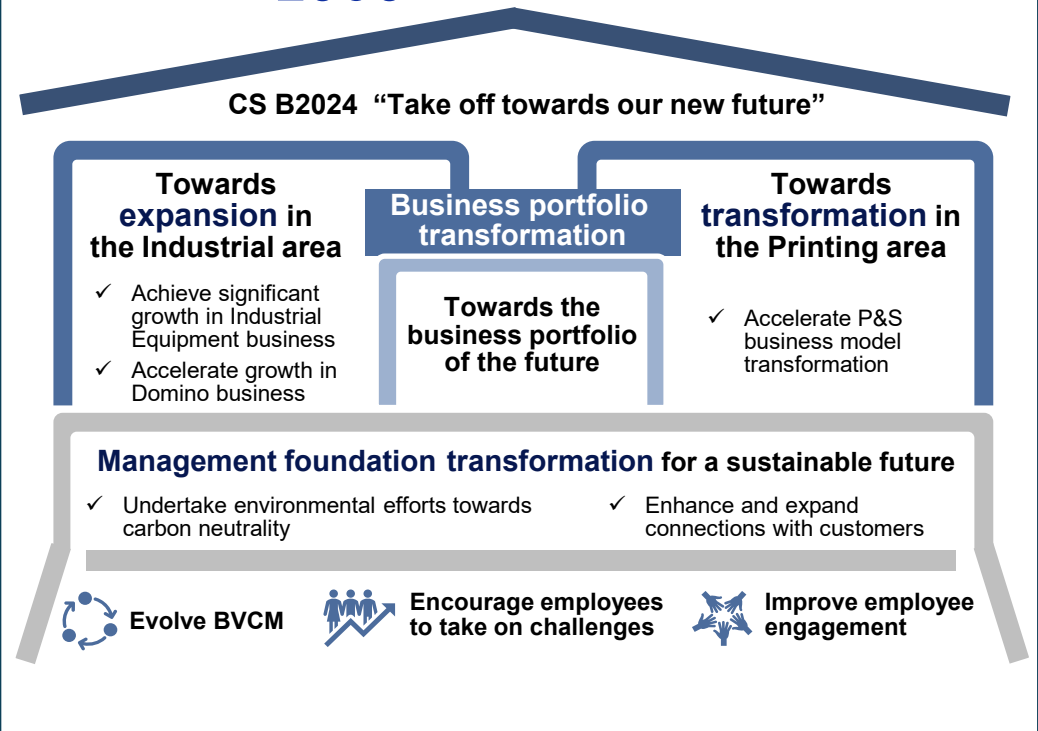 CS B2024 “Take off towards our new future”
Towards
expansion in
the Industrial area
✓ Achieve significant
growth in Industrial
Equipment business
✓ Accelerate growth in
Domino business
Business portfolio
transformation
Towards the
business portfolio
of the future
Towards
transformation in
the Printing area
✓ Accelerate P&S
business model
transformation
Management foundation transformation for a sustainable future
✓ Undertake environmental efforts towards
carbon neutrality
✓ Enhance and expand
connections with customers
Evolve BVCM
Encourage employees
to take on challenges
Improve employee
engagement